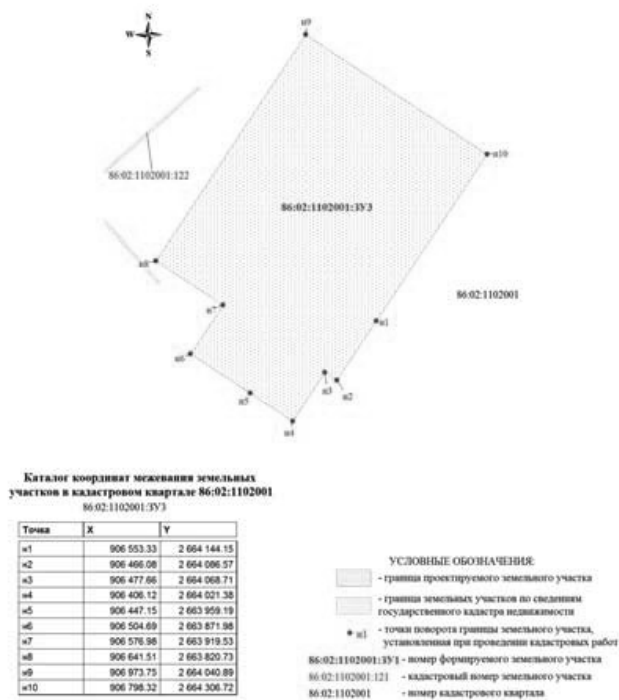 N
W E
S
н9
н10
86:02:1102001:122
86:02:1102001:ЗУ3
н8
86:02:1102001
н7
н1
н6
н3
н2
н5
н4
Каталог координат межевания земельных
участков в кадастровом квартале 86:02:1102001
86:02:1102001:ЗУ3
Точка X Y
н1 906 553.33 2 664 144.15
н2 906 466.08 2 664 086.57
н3 906 477.66 2 664 068.71
н4 906 406.12 2 664 021.38
н5 906 447.15 2 663 959.19
н6 906 504.69 2 663 871.98
н7 906 576.98 2 663 919.53
н8 906 641.51 2 663 820.73
н9 906 973.75 2 664 040.89
н10 906 798.32 2 664 306.72
УСЛОВНЫЕ ОБОЗНАЧЕНИЯ:
- граница проектируемого земельного участка
- граница земельных участков по сведениям
государственного кадастра недвижимости
н1 - точки поворота границы земельного участка,
установленная при проведении кадастровых работ
86:02:1102001:ЗУ1 - номер формируемого земельного участка
86:02:1102001:121 - кадастровый номер земельного участка
86:02:1102001 - номер кадастрового квартала